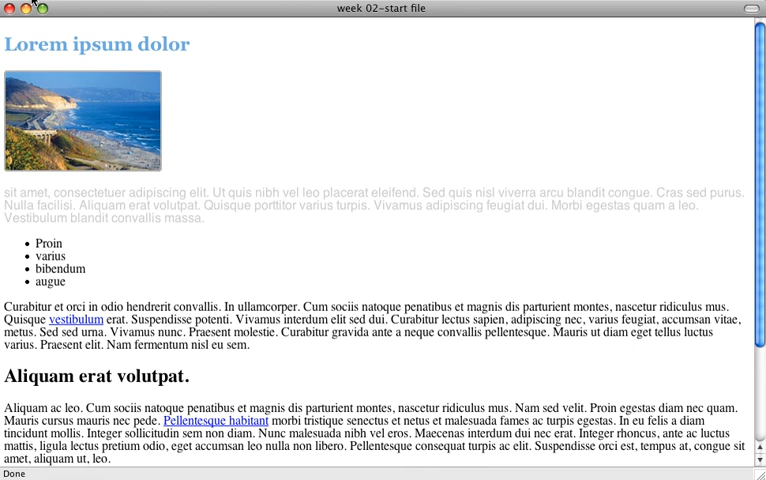 week 02-start file
Lorem ipsum dolor
sit amet, consectetuer adipiscing elit. Ut quis nibh vel leo placerat eleifend. Sed quis nisl viverra arcu blandit congue. Cras sed purus.
Nulla facilisi. Aliquam erat volutpat. Quisque porttitor varius turpis. Vivamus adipiscing feugiat dui. Morbi egestas quam a leo.
Vestibulum blandit convallis massa.
Proin
varius
bibendum
augue
Curabitur et orci in odio hendrerit convallis. In ullamcorper. Cum sociis natoque penatibus et magnis dis parturient montes, nascetur ridiculus mus.
Quisque vestibulum erat. Suspendisse potenti. Vivamus interdum elit sed dui. Curabitur lectus sapien, adipiscing nec, varius feugiat, accumsan vitae,
metus. Sed sed urna. Vivamus nunc. Praesent molestie. Curabitur gravida ante a neque convallis pellentesque. Mauris ut diam eget tellus luctus
varius. Praesent elit. Nam fermentum nisl eu sem.
Aliquam erat volutpat.
Aliquam ac leo. Cum sociis natoque penatibus et magnis dis parturient montes, nascetur ridiculus mus. Nam sed velit. Proin egestas diam nec quam.
Mauris cursus mauris nec pede. Pellentesque habitant morbi tristique senectus et netus et malesuada fames ac turpis egestas. In eu felis a diam
tincidunt mollis. Integer sollicitudin sem non diam. Nunc malesuada nibh vel eros. Maecenas interdum dui nec erat. Integer rhoncus, ante ac luctus
mattis, ligula lectus pretium odio, eget accumsan leo nulla non libero. Pellentesque consequat turpis ac elit. Suspendisse orci est, tempus at, congue sit
amet, aliquam ut, leo.
Done